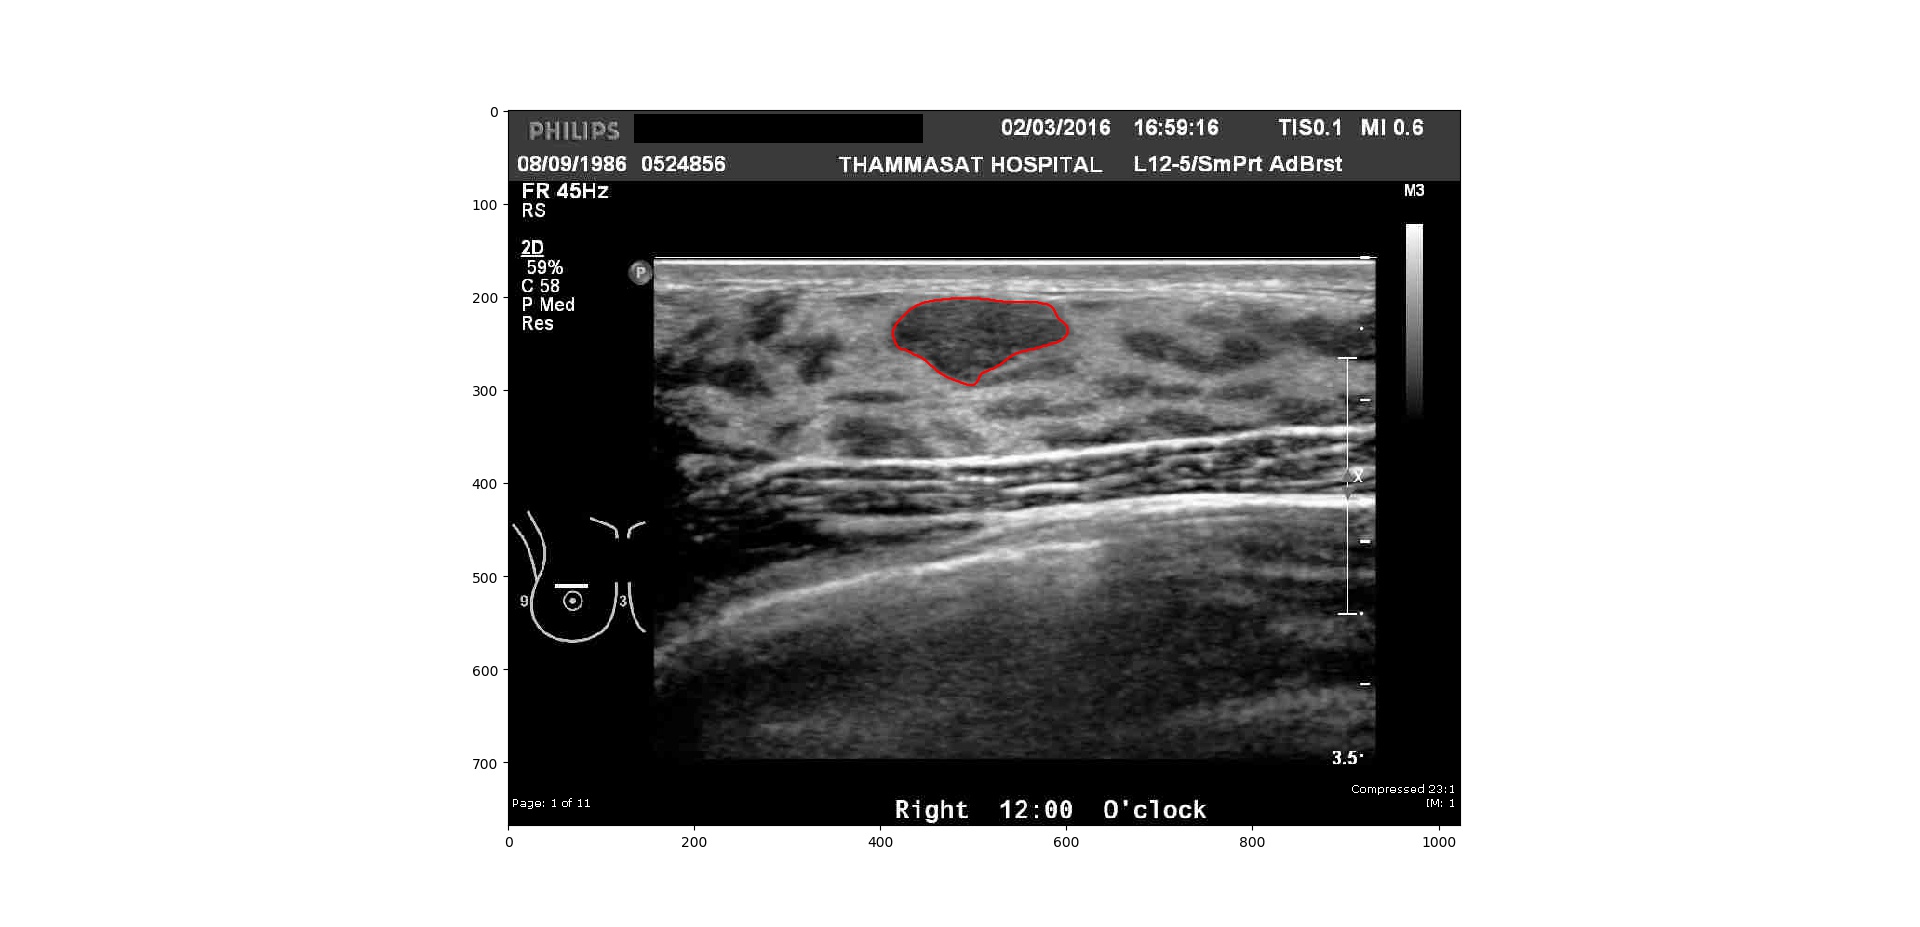 PHILIPS 02/03/2016 16:59:16 TIS0.1 MI 0.6
08/09/1986 0524856 THAMMASAT HOSPITAL L12-5/SmPrt AdBrst
FR 45Hz
RS
M3
2D
59%
C 58
P Med
Res
P
X
9 3
3.5
Compressed 23:1
Page: 1 of 11
IM: 1
Right 12:00 O'clock
0
100
200
300
400
500
600
700
0 200 400 600 800 1000